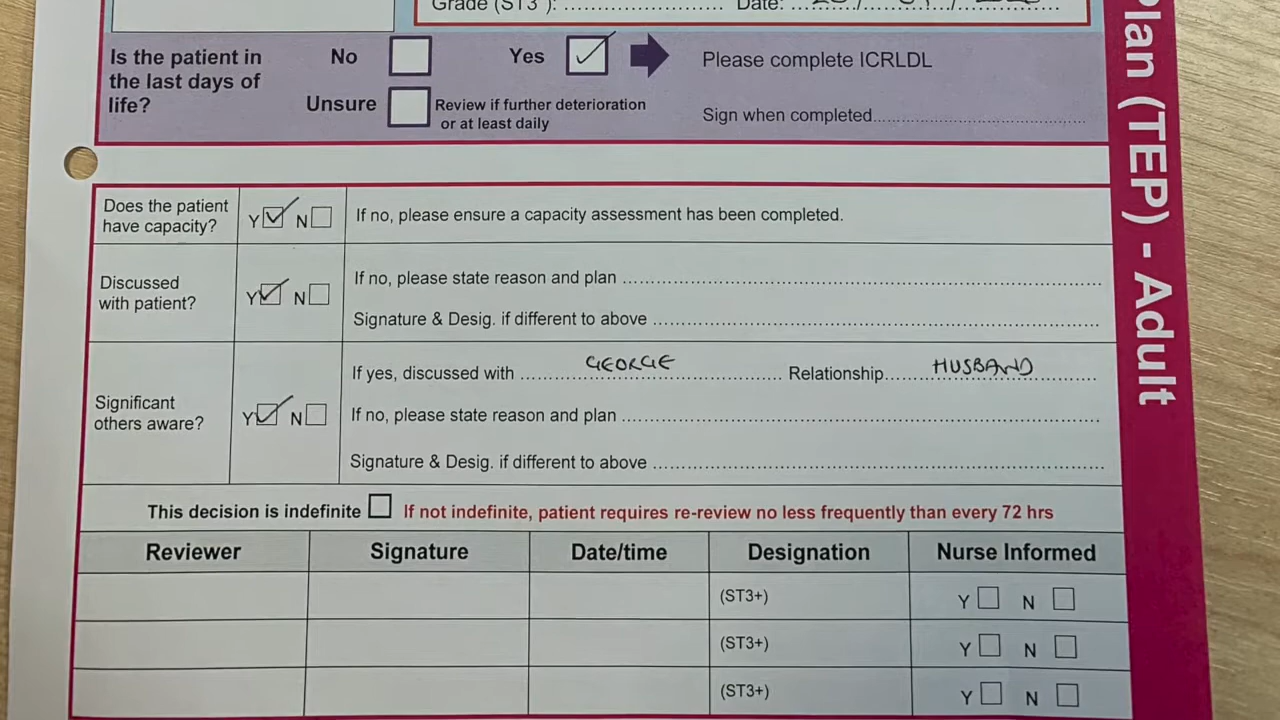 Grade (ST3+): ........................ Date: .../.../...
Is the patient in
the last days of
life?
No
Yes
Please complete ICRLDL
Unsure
Review if further deterioration
or at least daily
Sign when completed
Does the patient
have capacity?
Y N
If no, please ensure a capacity assessment has been completed.
Discussed
with patient?
Y N
If no, please state reason and plan
Signature & Desig. if different to above
Significant
others aware?
Y N
If yes, discussed with GEORGE Relationship HUSBAND
If no, please state reason and plan
Signature & Desig. if different to above
This decision is indefinite
If not indefinite, patient requires re-review no less frequently than every 72 hrs
Reviewer Signature Date/time Designation Nurse Informed
(ST3+) Y N
(ST3+) Y N
(ST3+) Y N
Plan (TEP) - Adult